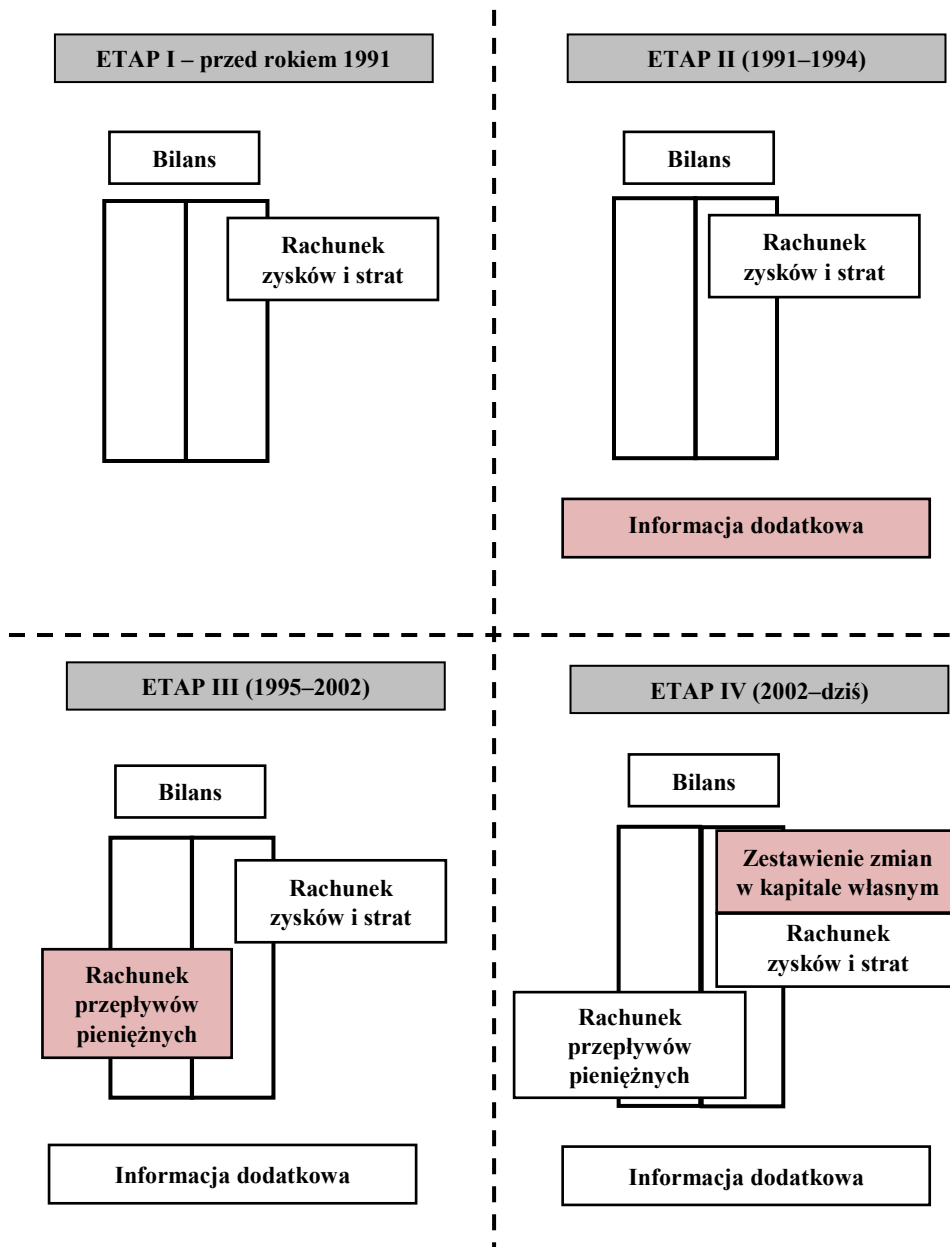 ETAP I – przed rokiem 1991
Bilans
Rachunek
zysków i strat
ETAP II (1991–1994)
Bilans
Rachunek
zysków i strat
Informacja dodatkowa
ETAP III (1995–2002)
Bilans
Rachunek
zysków i strat
Rachunek
przepływów
pieniężnych
Informacja dodatkowa
ETAP IV (2002–dziś)
Bilans
Zestawienie zmian
w kapitale własnym
Rachunek
zysków i strat
Rachunek
przepływów
pieniężnych
Informacja dodatkowa